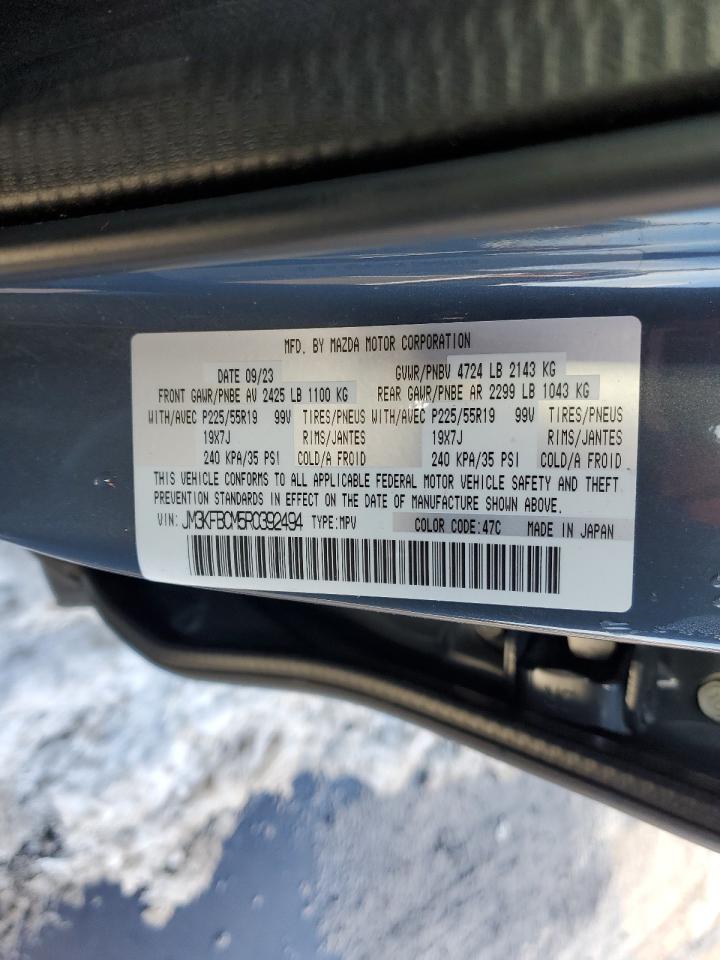 MFD. BY MAZDA MOTOR CORPORATION
DATE 09/23 GVWR/PNBV 4724 LB 2143 KG
FRONT GAWR/PNBE AV 2425 LB 1100 KG REAR GAWR/PNBE AR 2299 LB 1043 KG
WITH/AVEC P225/55R19 99V TIRES/PNEUS WITH/AVEC P225/55R19 99V TIRES/PNEUS
19X7J RIMS/JANTES 19X7J RIMS/JANTES
240 KPA/35 PSI COLD/A FROID 240 KPA/35 PSI COLD/A FROID
THIS VEHICLE CONFORMS TO ALL APPLICABLE FEDERAL MOTOR VEHICLE SAFETY AND THEFT
PREVENTION STANDARDS IN EFFECT ON THE DATE OF MANUFACTURE SHOWN ABOVE.
VIN: JM3KFBCM5R0392494 TYPE:MPV COLOR CODE:47C MADE IN JAPAN